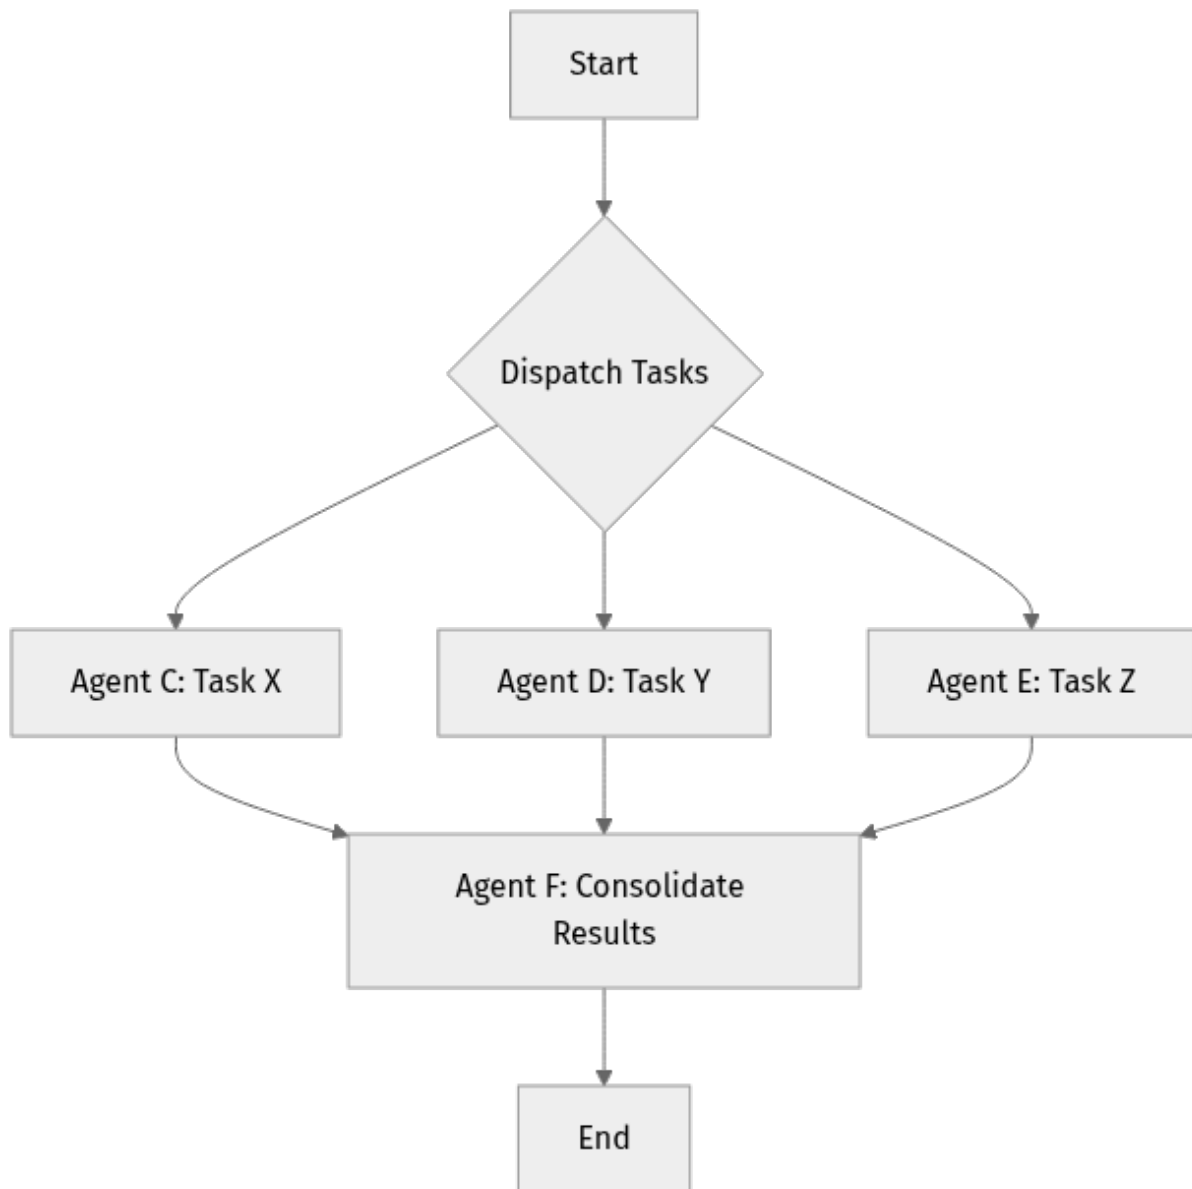 Start
Dispatch Tasks
Agent C: Task X
Agent D: Task Y
Agent E: Task Z
Agent F: Consolidate
Results
End